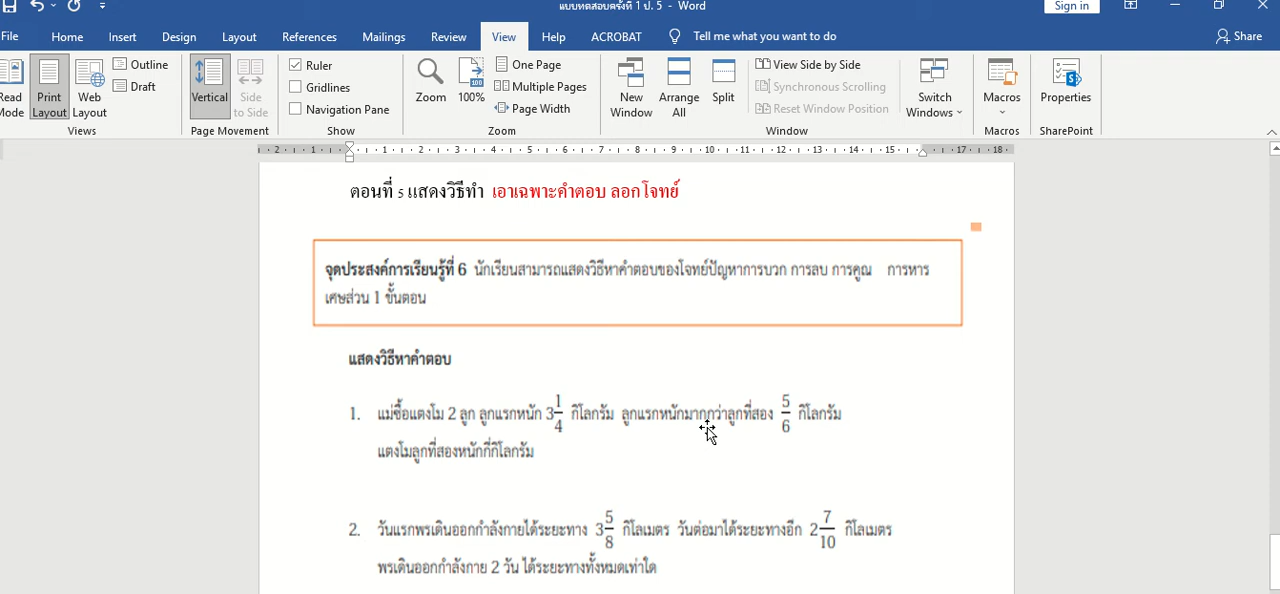 แบบทดสอบครั้งที่ 1 ป. 5 - Word
Sign in
File Home Insert Design Layout References Mailings Review View Help ACROBAT Tell me what you want to do Share
Read Mode
Print Layout
Web Layout
Outline
Draft
Views
Vertical
Side to Side
Page Movement
Ruler
Gridlines
Navigation Pane
Show
Zoom
100%
One Page
Multiple Pages
Page Width
Zoom
New Window
Arrange All
Split
View Side by Side
Synchronous Scrolling
Reset Window Position
Window
Switch Windows
Macros
Macros
Properties
SharePoint
2 1 1 2 3 4 5 6 7 8 9 10 11 12 13 14 15 17 18
ตอนที่ 5 แสดงวิธีทำ เอาเฉพาะคำตอบ ลอกโจทย์
จุดประสงค์การเรียนรู้ที่ 6 นักเรียนสามารถแสดงวิธีหาคำตอบของโจทย์ปัญหาการบวก การลบ การคูณ การหาร
เศษส่วน 1 ขั้นตอน
แสดงวิธีหาคำตอบ
1. แม่ซื้อแตงโม 2 ลูก ลูกแรกหนัก 3 1/4 กิโลกรัม ลูกแรกหนักมากกว่าลูกที่สอง 5/6 กิโลกรัม
แตงโมลูกที่สองหนักกี่กิโลกรัม
2. วันแรกพรเดินออกกำลังกายได้ระยะทาง 3 5/8 กิโลเมตร วันต่อมาได้ระยะทางอีก 2 7/10 กิโลเมตร
พรเดินออกกำลังกาย 2 วัน ได้ระยะทางทั้งหมดเท่าใด